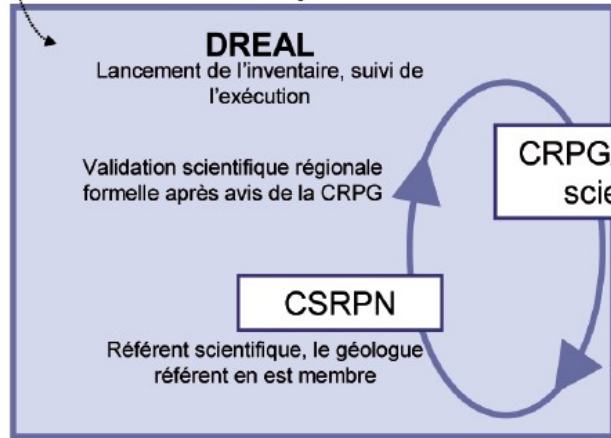 DREAL
Lancement de l'inventaire, suivi de
l'exécution
Validation scientifique régionale
formelle après avis de la CRPG
CRPG
CSRPN
Référent scientifique, le géologue
référent en est membre